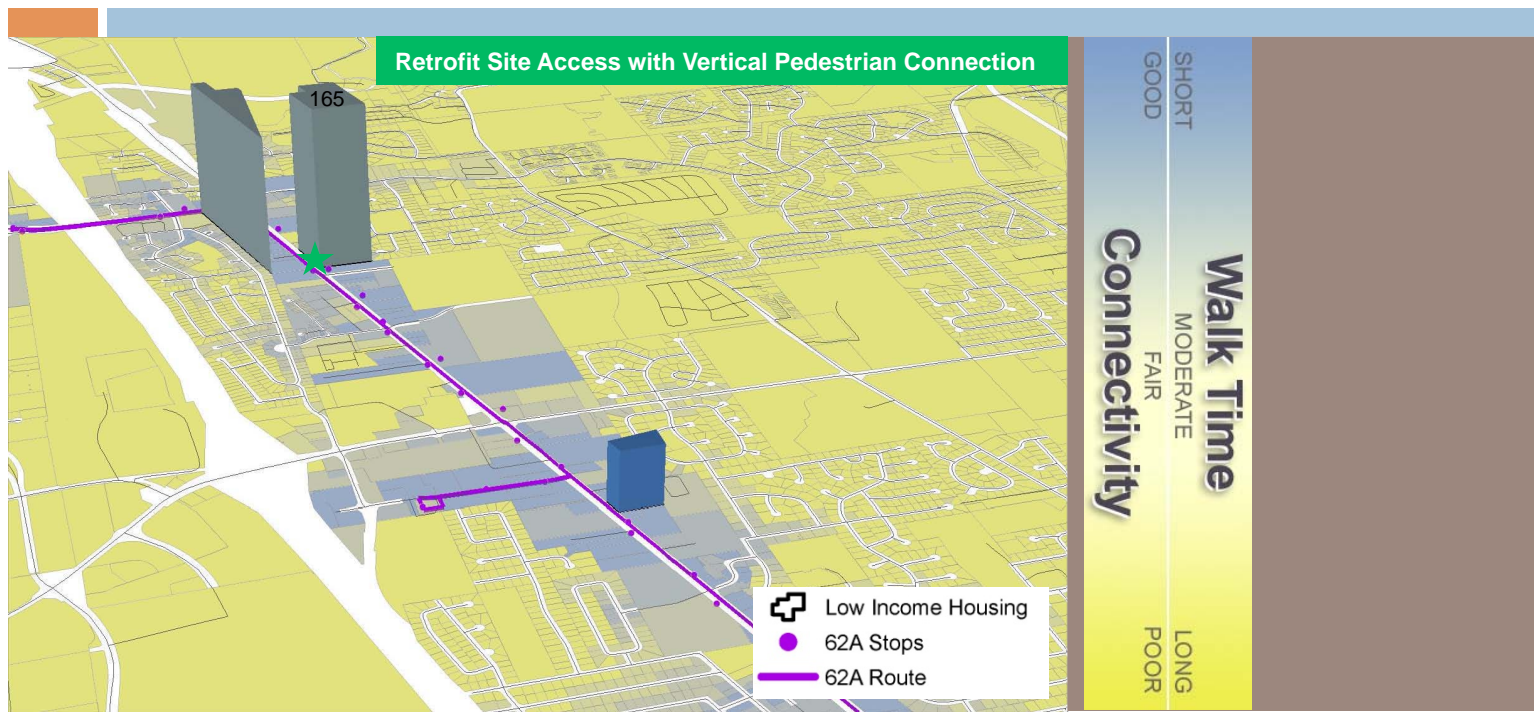 Retrofit Site Access with Vertical Pedestrian Connection
165
Low Income Housing
62A Stops
62A Route
Walk Time
SHORT
MODERATE
LONG
GOOD
FAIR
POOR
Connectivity